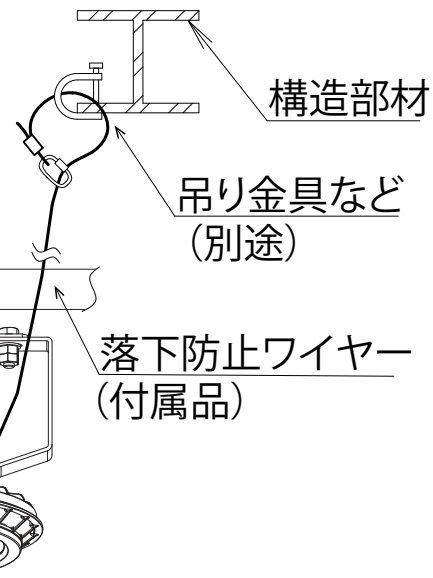 構造部材
吊り金具など
(別途)
落下防止ワイヤー
(付属品)